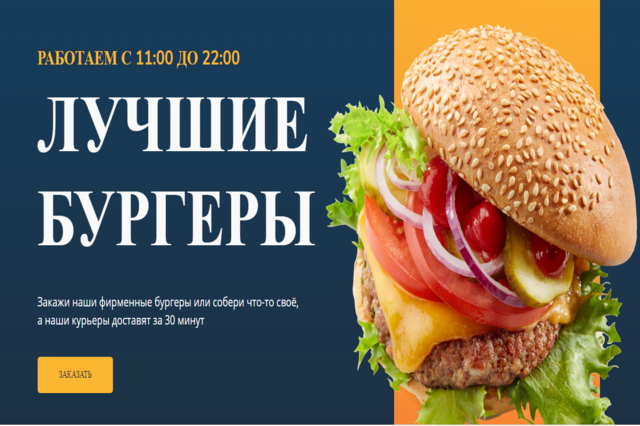 РАБОТАЕМ С 11:00 ДО 22:00
ЛУЧШИЕ
БУРГЕРЫ
Закажи наши фирменные бургеры или собери что-то своё,
а наши курьеры доставят за 30 минут
ЗАКАЗАТЬ